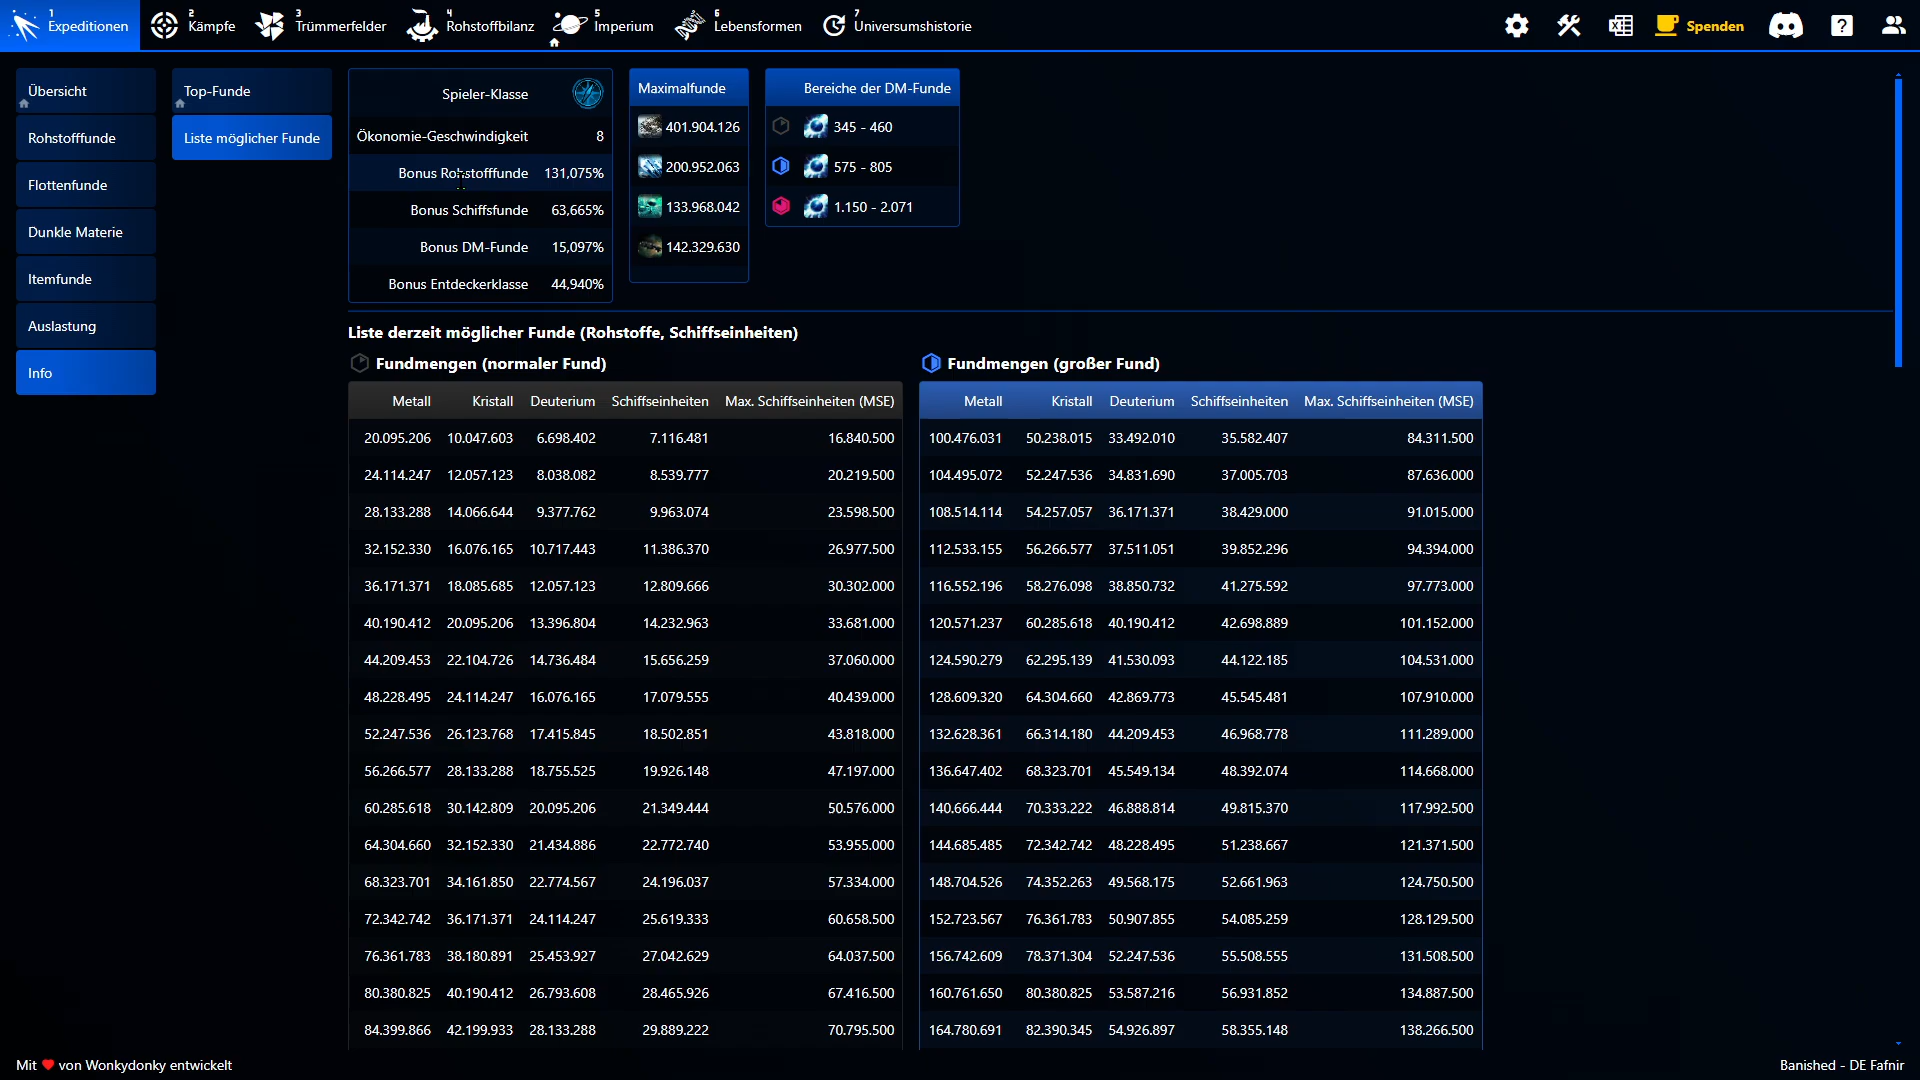 1 Expeditionen
2 Kämpfe
3 Trümmerfelder
4 Rohstoffbilanz
5 Imperium
6 Lebensformen
7 Universumshistorie
Spenden
Übersicht
Rohstofffunde
Flottenfunde
Dunkle Materie
Itemfunde
Auslastung
Info
Top-Funde
Liste möglicher Funde
Spieler-Klasse
Ökonomie-Geschwindigkeit 8
Bonus Rohstofffunde 131,075%
Bonus Schiffsfunde 63,665%
Bonus DM-Funde 15,097%
Bonus Entdeckerklasse 44,940%
Maximalfunde
401.904.126
200.952.063
133.968.042
142.329.630
Bereiche der DM-Funde
345 - 460
575 - 805
1.150 - 2.071
Liste derzeit möglicher Funde (Rohstoffe, Schiffseinheiten)
Fundmengen (normaler Fund)
Metall Kristall Deuterium Schiffseinheiten Max. Schiffseinheiten (MSE)
20.095.206 10.047.603 6.698.402 7.116.481 16.840.500
24.114.247 12.057.123 8.038.082 8.539.777 20.219.500
28.133.288 14.066.644 9.377.762 9.963.074 23.598.500
32.152.330 16.076.165 10.717.443 11.386.370 26.977.500
36.171.371 18.085.685 12.057.123 12.809.666 30.302.000
40.190.412 20.095.206 13.396.804 14.232.963 33.681.000
44.209.453 22.104.726 14.736.484 15.656.259 37.060.000
48.228.495 24.114.247 16.076.165 17.079.555 40.439.000
52.247.536 26.123.768 17.415.845 18.502.851 43.818.000
56.266.577 28.133.288 18.755.525 19.926.148 47.197.000
60.285.618 30.142.809 20.095.206 21.349.444 50.576.000
64.304.660 32.152.330 21.434.886 22.772.740 53.955.000
68.323.701 34.161.850 22.774.567 24.196.037 57.334.000
72.342.742 36.171.371 24.114.247 25.619.333 60.658.500
76.361.783 38.180.891 25.453.927 27.042.629 64.037.500
80.380.825 40.190.412 26.793.608 28.465.926 67.416.500
84.399.866 42.199.933 28.133.288 29.889.222 70.795.500
Fundmengen (großer Fund)
Metall Kristall Deuterium Schiffseinheiten Max. Schiffseinheiten (MSE)
100.476.031 50.238.015 33.492.010 35.582.407 84.311.500
104.495.072 52.247.536 34.831.690 37.005.703 87.636.000
108.514.114 54.257.057 36.171.371 38.429.000 91.015.000
112.533.155 56.266.577 37.511.051 39.852.296 94.394.000
116.552.196 58.276.098 38.850.732 41.275.592 97.773.000
120.571.237 60.285.618 40.190.412 42.698.889 101.152.000
124.590.279 62.295.139 41.530.093 44.122.185 104.531.000
128.609.320 64.304.660 42.869.773 45.545.481 107.910.000
132.628.361 66.314.180 44.209.453 46.968.778 111.289.000
136.647.402 68.323.701 45.549.134 48.392.074 114.668.000
140.666.444 70.333.222 46.888.814 49.815.370 117.992.500
144.685.485 72.342.742 48.228.495 51.238.667 121.371.500
148.704.526 74.352.263 49.568.175 52.661.963 124.750.500
152.723.567 76.361.783 50.907.855 54.085.259 128.129.500
156.742.609 78.371.304 52.247.536 55.508.555 131.508.500
160.761.650 80.380.825 53.587.216 56.931.852 134.887.500
164.780.691 82.390.345 54.926.897 58.355.148 138.266.500
Mit ❤ von Wonkydonky entwickelt
Banished - DE Fafnir